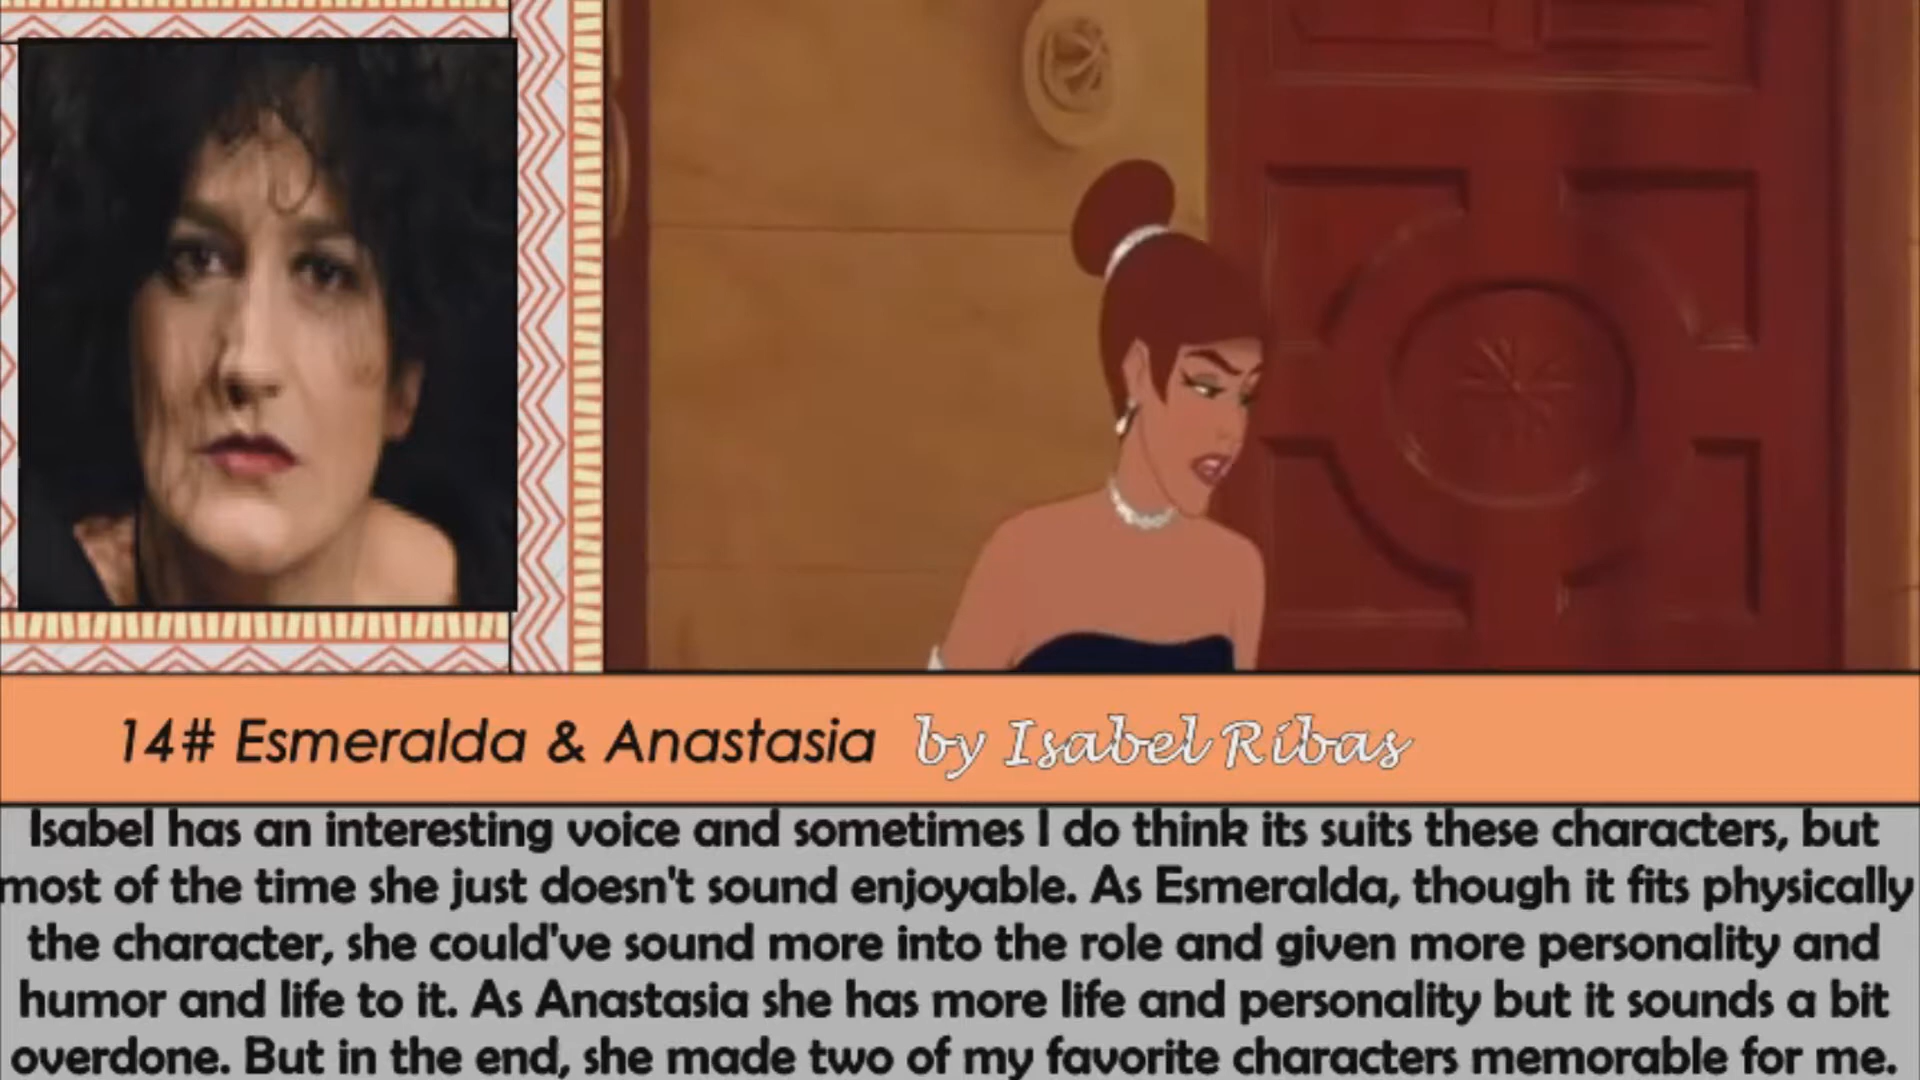 14# Esmeralda & Anastasia by Isabel Ribas
Isabel has an interesting voice and sometimes I do think its suits these characters, but
most of the time she just doesn't sound enjoyable. As Esmeralda, though it fits physically
the character, she could've sound more into the role and given more personality and
humor and life to it. As Anastasia she has more life and personality but it sounds a bit
overdone. But in the end, she made two of my favorite characters memorable for me.